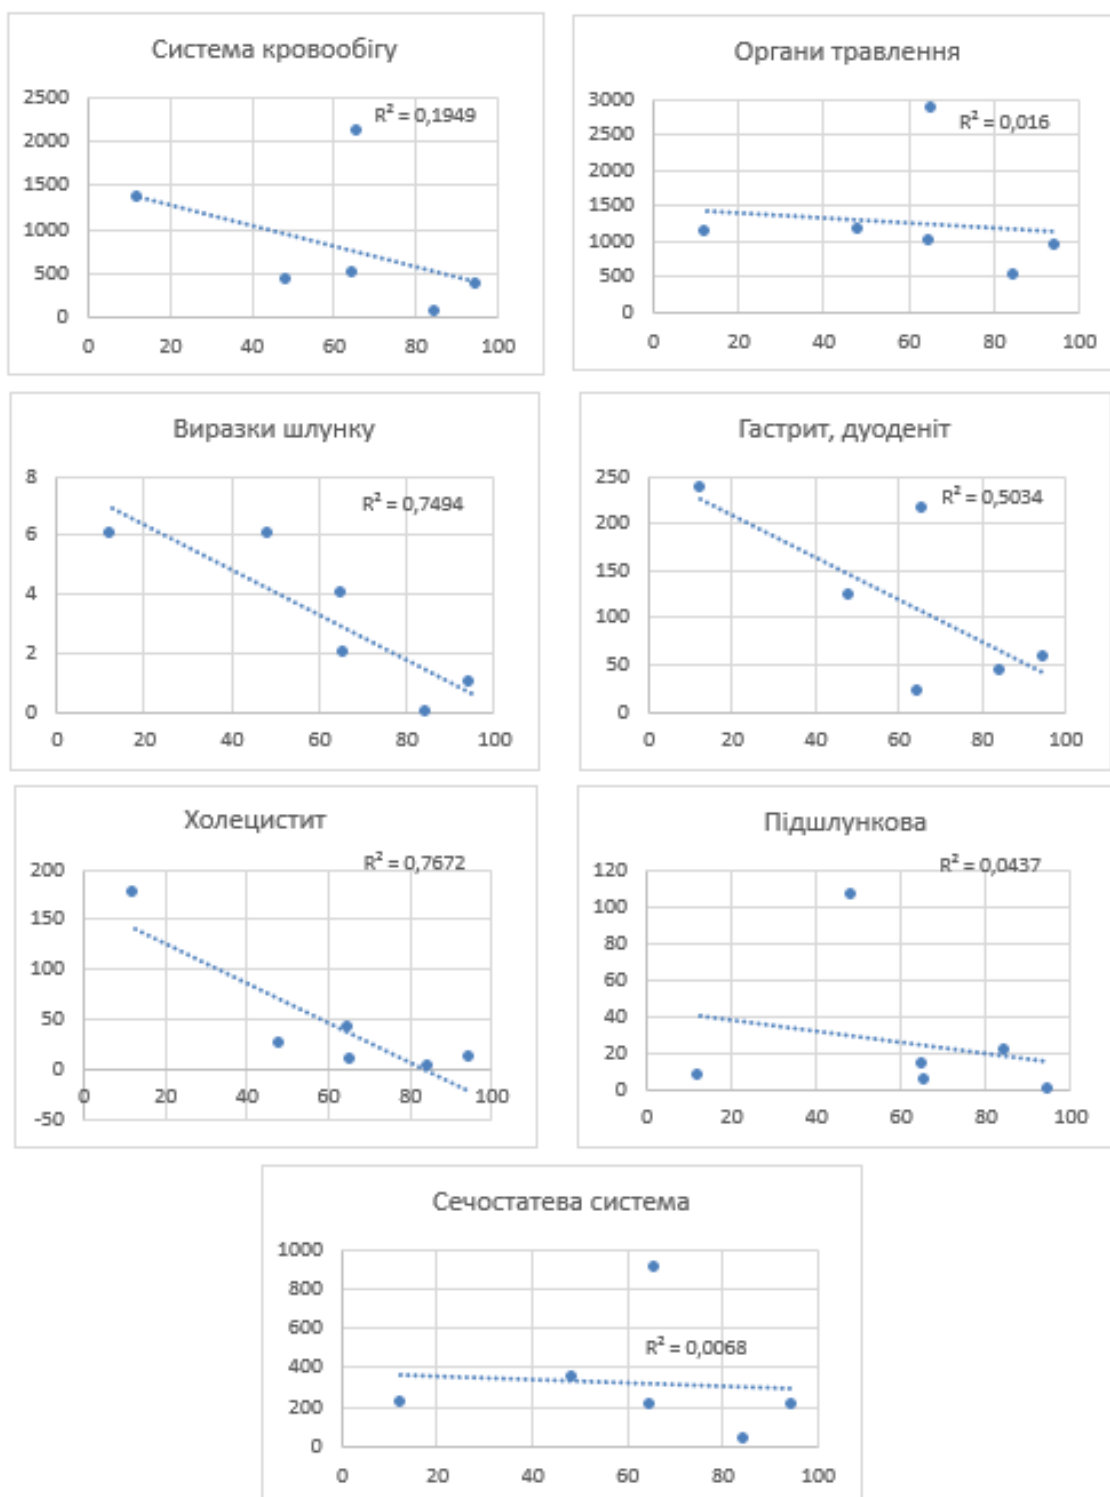 Система кровообігу
R² = 0,1949
2500
2000
1500
1000
500
0
0 20 40 60 80 100
Органи травлення
R² = 0,016
3000
2500
2000
1500
1000
500
0
0 20 40 60 80 100
Виразки шлунку
R² = 0,7494
8
6
4
2
0
0 20 40 60 80 100
Гастрит, дуоденіт
R² = 0,5034
250
200
150
100
50
0
0 20 40 60 80 100
Холецистит
R² = 0,7672
200
150
100
50
0
-50
0 20 40 60 80 100
Підшлункова
R² = 0,0437
120
100
80
60
40
20
0
0 20 40 60 80 100
Сечостатева система
1000
800
600
R² = 0,0068
400
200
0
0 20 40 60 80 100